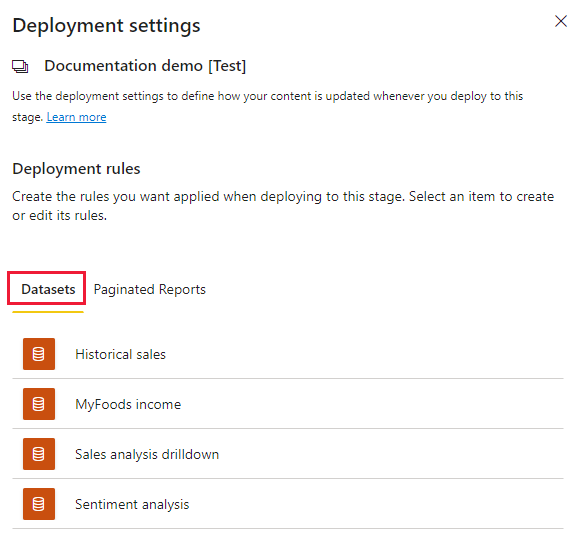 Deployment settings
Documentation demo [Test]
Use the deployment settings to define how your content is updated whenever you deploy to this
stage. Learn more
Deployment rules
Create the rules you want applied when deploying to this stage. Select an item to create
or edit its rules.
Datasets Paginated Reports
Historical sales
MyFoods income
Sales analysis drilldown
Sentiment analysis